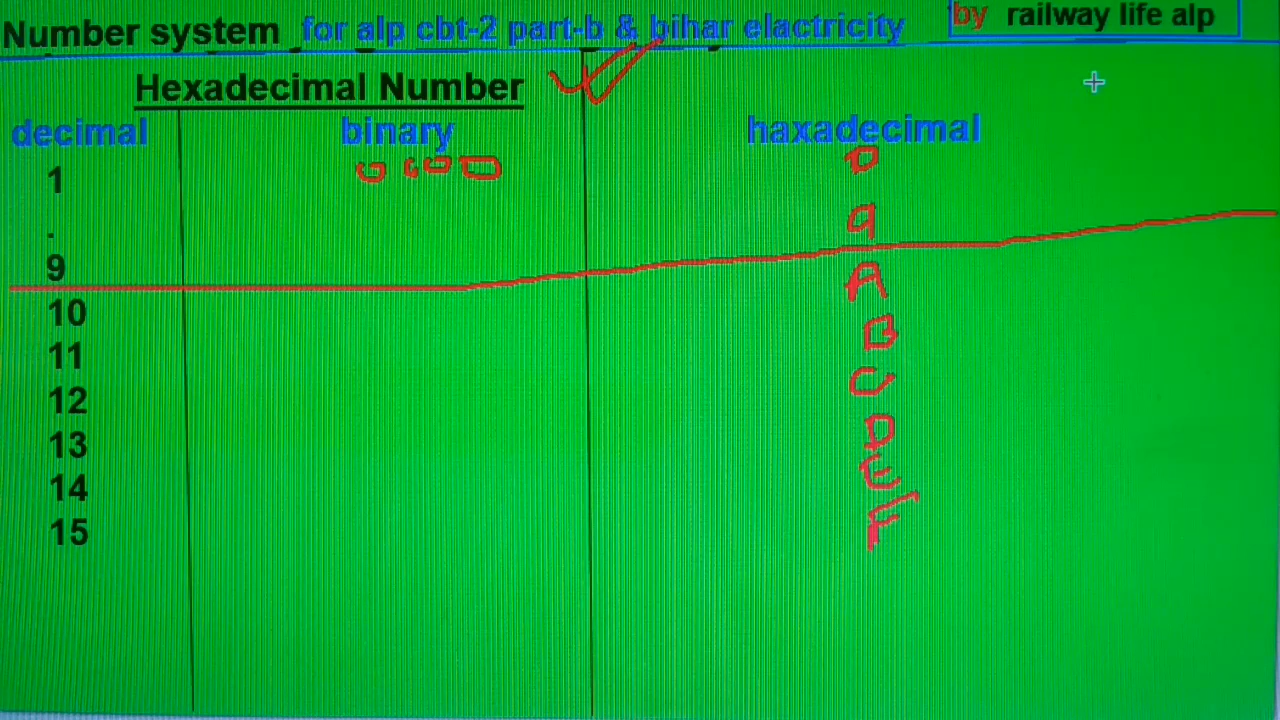 Number system for alp cbt-2 part-b & bihar elactricity by railway life alp
Hexadecimal Number
decimal binary haxadecimal
1 0000 0
. 9
9
10 A
11 B
12 C
13 D
14 E
15 F